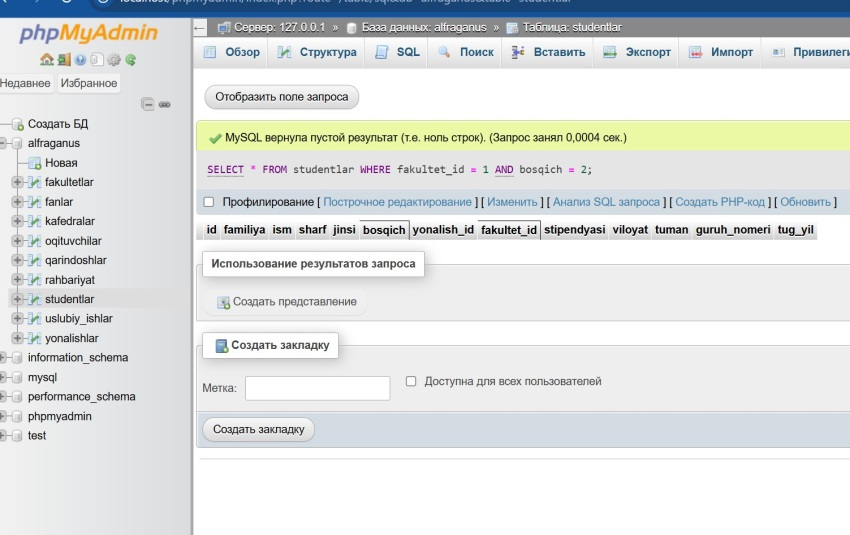 phpMyAdmin
Недавнее Избранное
Создать БД
alfraganus
Новая
fakultetlar
fanlar
kafedralar
oqituvchilar
qarindoshlar
rahbariyat
studentlar
uslubiy_ishlar
yonalishlar
information_schema
mysql
performance_schema
phpmyadmin
test
Сервер: 127.0.0.1 » База данных: alfraganus » Таблица: studentlar
Обзор Структура SQL Поиск Вставить Экспорт Импорт Привилеги
Отобразить поле запроса
MySQL вернула пустой результат (т.е. ноль строк). (Запрос занял 0,0004 сек.)
SELECT * FROM studentlar WHERE fakultet_id = 1 AND bosqich = 2;
Профилирование [ Построчное редактирование ] [ Изменить ] [ Анализ SQL запроса ] [ Создать PHP-код ] [ Обновить ]
id familiya ism sharf jinsi bosqich yonalish_id fakultet_id stipendyasi viloyat tuman guruh_nomeri tug_yil
Использование результатов запроса
Создать представление
Создать закладку
Метка: Доступна для всех пользователей
Создать закладку